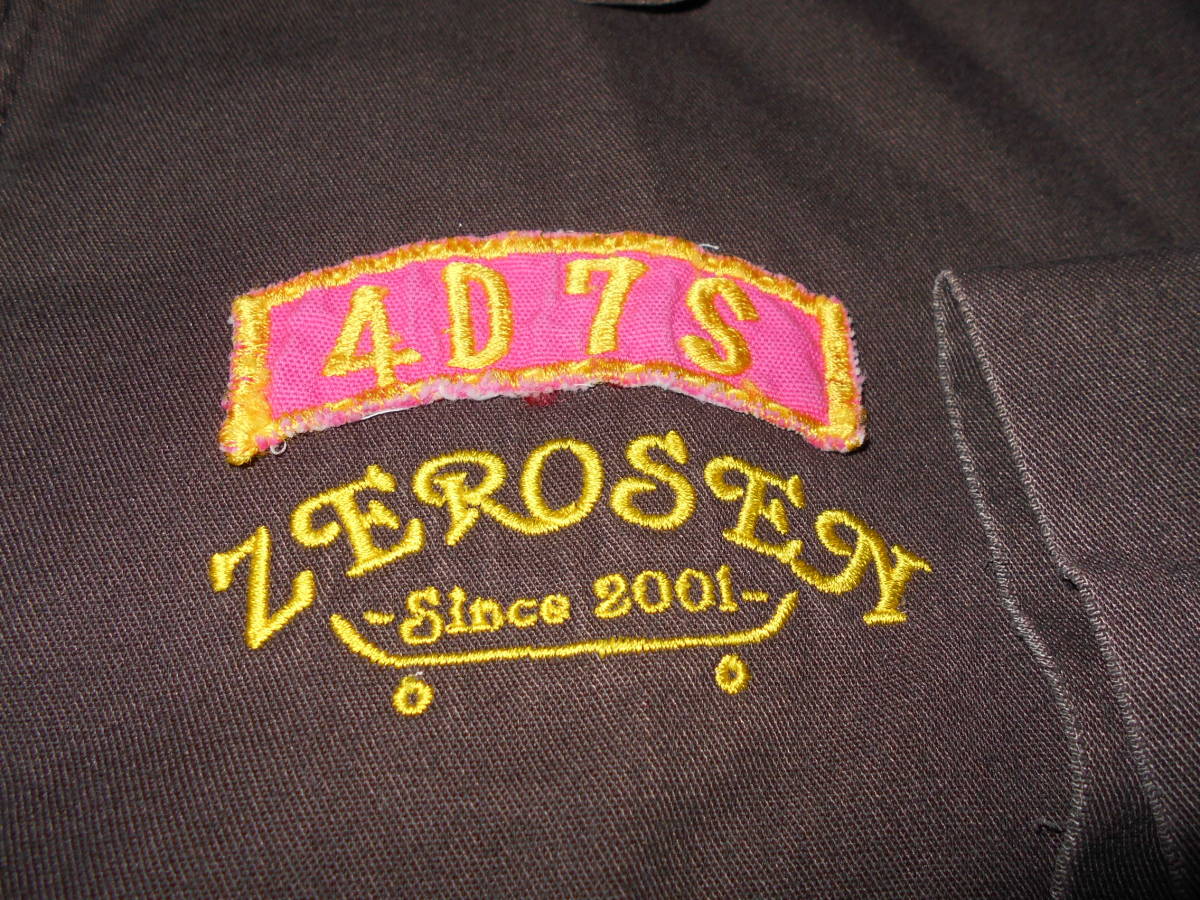 4D7S
ZEROSEN
-Since 2001-